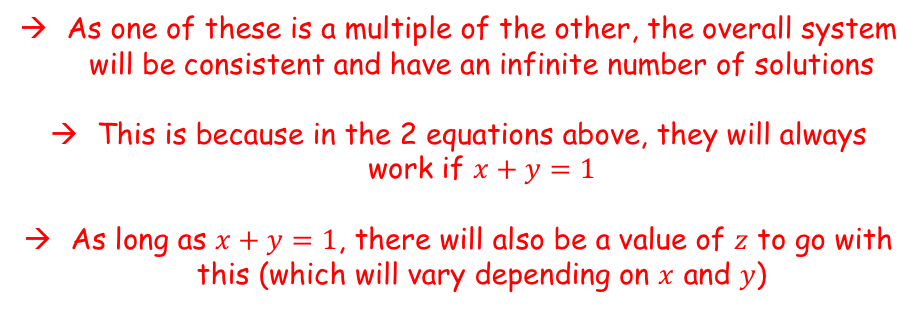 → As one of these is a multiple of the other, the overall system
will be consistent and have an infinite number of solutions
→ This is because in the 2 equations above, they will always
work if x + y = 1
→ As long as x + y = 1, there will also be a value of z to go with
this (which will vary depending on x and y)